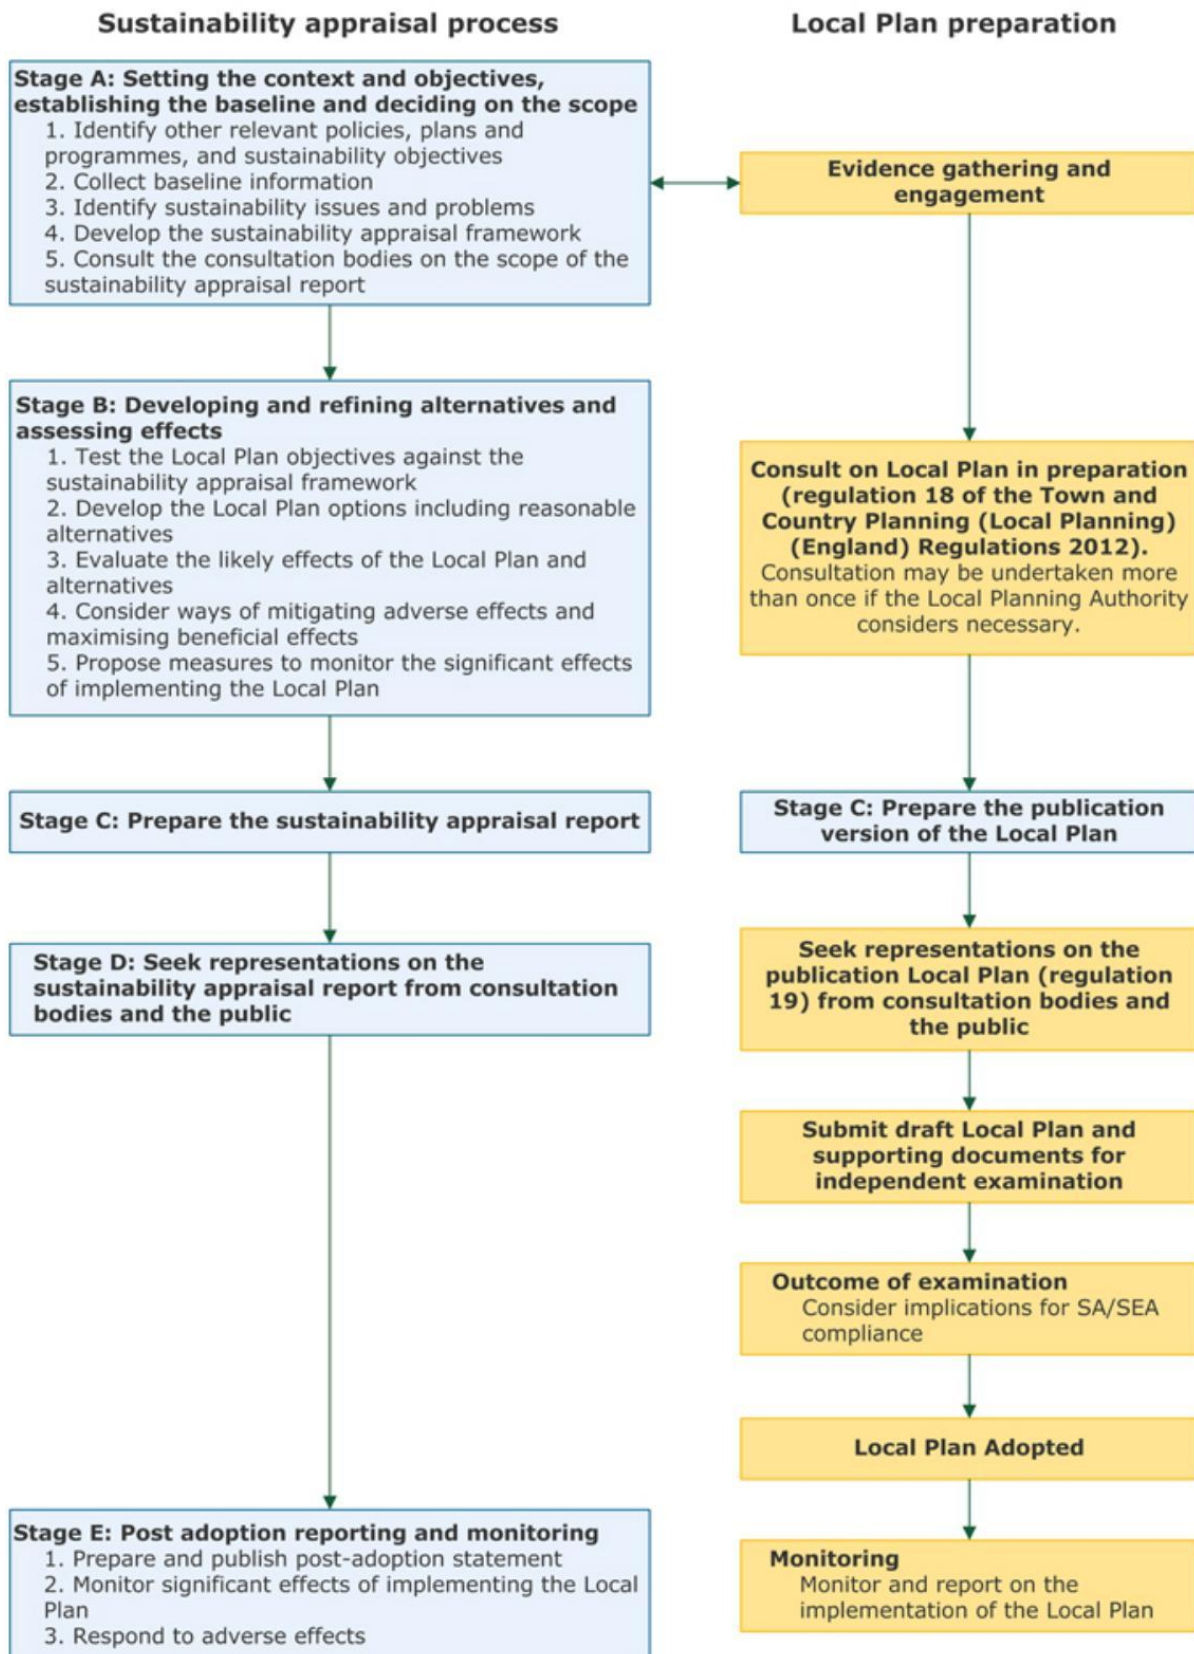 Sustainability appraisal process
Local Plan preparation
Stage A: Setting the context and objectives,
establishing the baseline and deciding on the scope
1. Identify other relevant policies, plans and
programmes, and sustainability objectives
2. Collect baseline information
3. Identify sustainability issues and problems
4. Develop the sustainability appraisal framework
5. Consult the consultation bodies on the scope of the
sustainability appraisal report
Evidence gathering and
engagement
Stage B: Developing and refining alternatives and
assessing effects
1. Test the Local Plan objectives against the
sustainability appraisal framework
2. Develop the Local Plan options including reasonable
alternatives
3. Evaluate the likely effects of the Local Plan and
alternatives
4. Consider ways of mitigating adverse effects and
maximising beneficial effects
5. Propose measures to monitor the significant effects
of implementing the Local Plan
Consult on Local Plan in preparation
(regulation 18 of the Town and
Country Planning (Local Planning)
(England) Regulations 2012).
Consultation may be undertaken more
than once if the Local Planning Authority
considers necessary.
Stage C: Prepare the sustainability appraisal report
Stage C: Prepare the publication
version of the Local Plan
Stage D: Seek representations on the
sustainability appraisal report from consultation
bodies and the public
Seek representations on the
publication Local Plan (regulation
19) from consultation bodies and
the public
Submit draft Local Plan and
supporting documents for
independent examination
Outcome of examination
Consider implications for SA/SEA
compliance
Local Plan Adopted
Stage E: Post adoption reporting and monitoring
1. Prepare and publish post-adoption statement
2. Monitor significant effects of implementing the Local
Plan
3. Respond to adverse effects
Monitoring
Monitor and report on the
implementation of the Local Plan